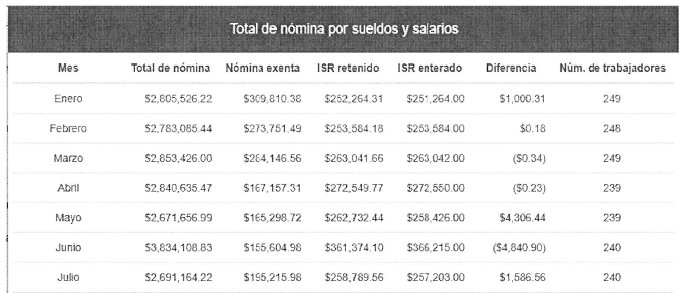 Total de nómina por sueldos y salarios
Mes Total de nómina Nómina exenta ISR retenido ISR enterado Diferencia Núm. de trabajadores
Enero $2,805,526.22 $309,810.38 $252,264.31 $251,264.00 $1,000.31 249
Febrero $2,783,085.44 $273,751.49 $253,584.18 $253,584.00 $0.18 248
Marzo $2,853,426.00 $284,146.56 $263,041.66 $263,042.00 ($0.34) 249
Abril $2,840,635.47 $167,157.31 $272,549.77 $272,550.00 ($0.23) 239
Mayo $2,671,656.99 $165,298.72 $262,732.44 $258,426.00 $4,306.44 239
Junio $3,834,108.83 $155,604.98 $361,374.10 $366,215.00 ($4,840.90) 240
Julio $2,691,164.22 $195,215.98 $258,789.56 $257,203.00 $1,586.56 240